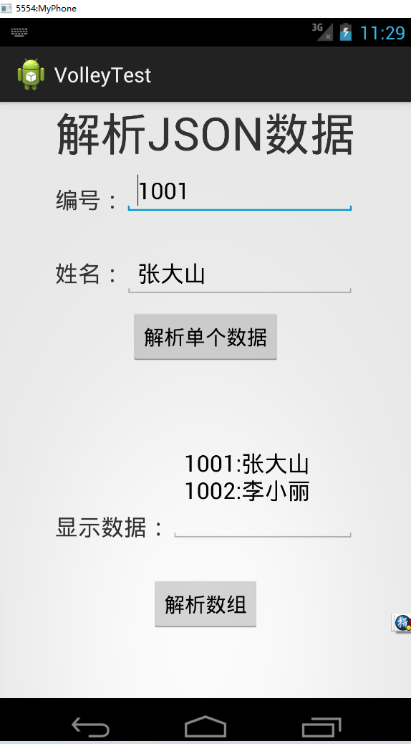 5554:MyPhone
3G
11:29
VolleyTest
解析JSON数据
编号： 1001
姓名： 张大山
解析单个数据
1001:张大山
1002:李小丽
显示数据：
解析数组